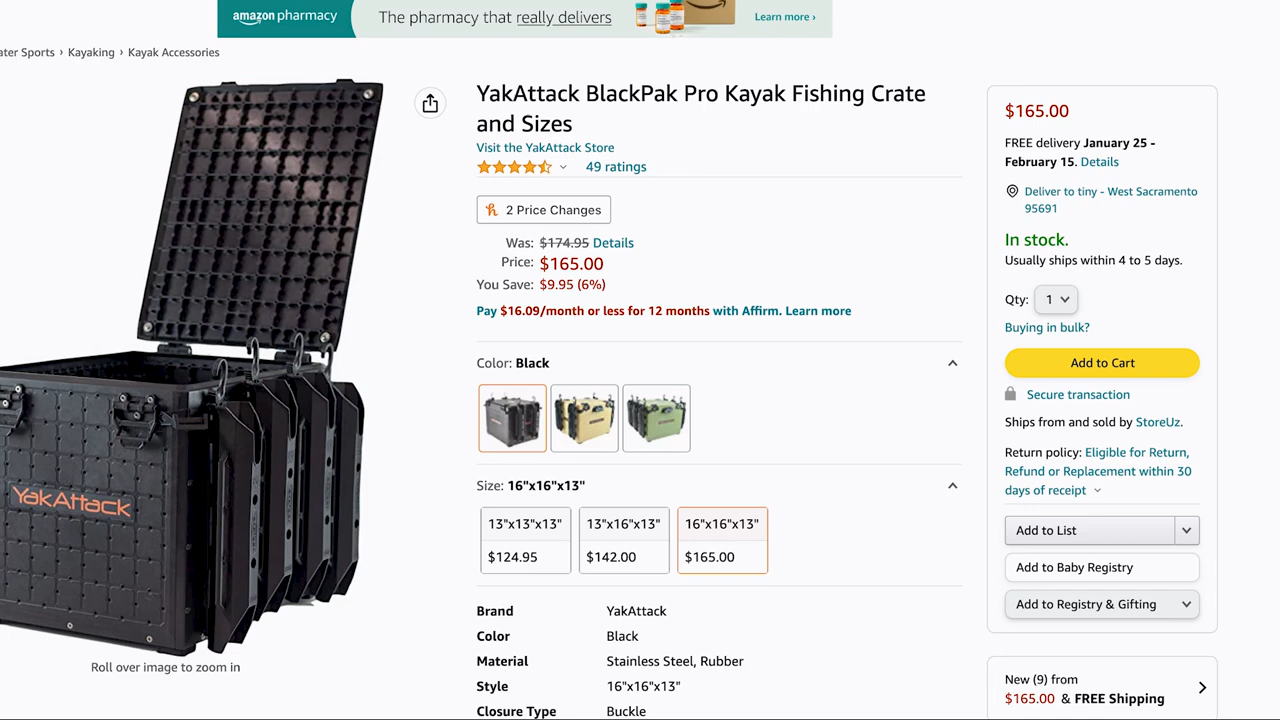 amazon pharmacy
The pharmacy that really delivers
Learn more ›
ater Sports › Kayaking › Kayak Accessories
YakAttack
Roll over image to zoom in
YakAttack BlackPak Pro Kayak Fishing Crate
and Sizes
Visit the YakAttack Store
49 ratings
2 Price Changes
Was: $174.95 Details
Price: $165.00
You Save: $9.95 (6%)
Pay $16.09/month or less for 12 months with Affirm. Learn more
Color: Black
Size: 16"x16"x13"
13"x13"x13" 13"x16"x13" 16"x16"x13"
$124.95 $142.00 $165.00
Brand YakAttack
Color Black
Material Stainless Steel, Rubber
Style 16"x16"x13"
Closure Type Buckle
$165.00
FREE delivery January 25 -
February 15. Details
Deliver to tiny - West Sacramento
95691
In stock.
Usually ships within 4 to 5 days.
Qty: 1
Buying in bulk?
Add to Cart
Secure transaction
Ships from and sold by StoreUz.
Return policy: Eligible for Return,
Refund or Replacement within 30
days of receipt
Add to List
Add to Baby Registry
Add to Registry & Gifting
New (9) from
$165.00 & FREE Shipping